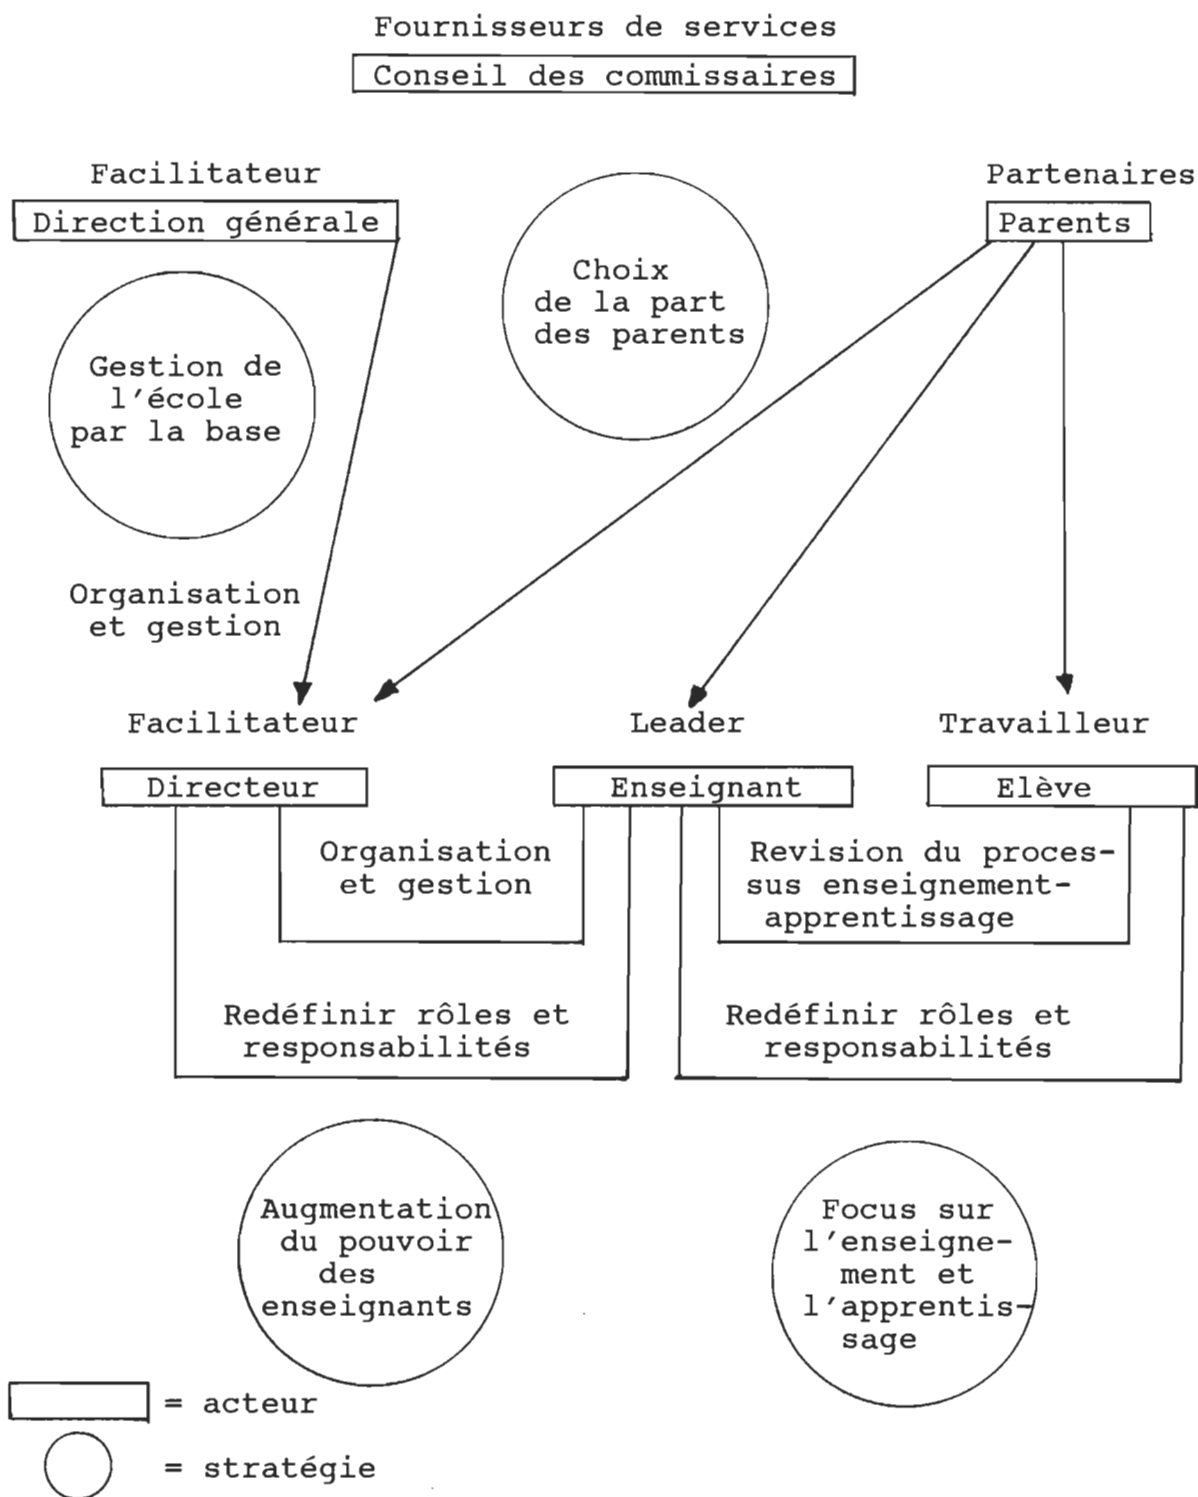 Fournisseurs de services
Conseil des commissaires
Facilitateur
Direction générale
Partenaires
Parents
Choix
de la part
des parents
Gestion de
l'école
par la base
Organisation
et gestion
Facilitateur
Directeur
Leader
Enseignant
Travailleur
Elève
Organisation
et gestion
Revision du proces-
sus enseignement-
apprentissage
Redéfinir rôles et
responsabilités
Redéfinir rôles et
responsabilités
Augmentation
du pouvoir
des
enseignants
Focus sur
l'enseigne-
ment et
l'apprentis-
sage
= acteur
= stratégie